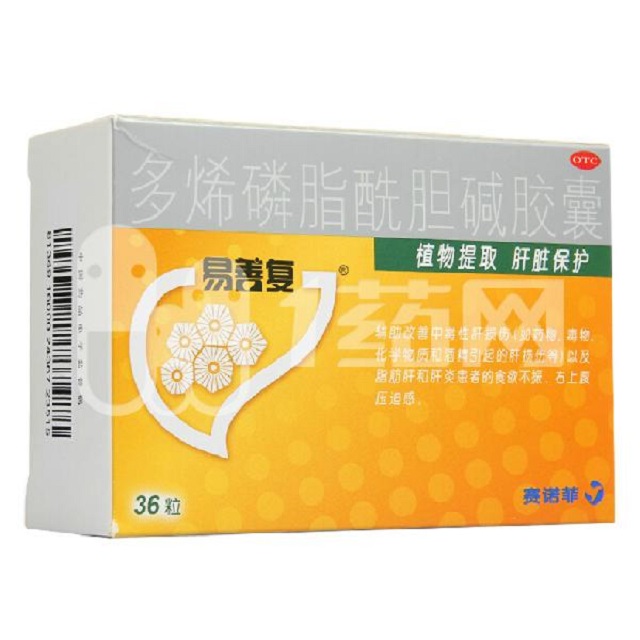 多烯磷脂酰胆碱胶囊
OTC
植物提取 肝脏保护
易善复®
辅助改善中毒性肝损伤(如药物、毒物、
化学物质和酒精引起的肝损伤等)以及
脂肪肝和肝炎患者的食欲不振、右上腹
压迫感。
36粒
赛诺菲
1药网